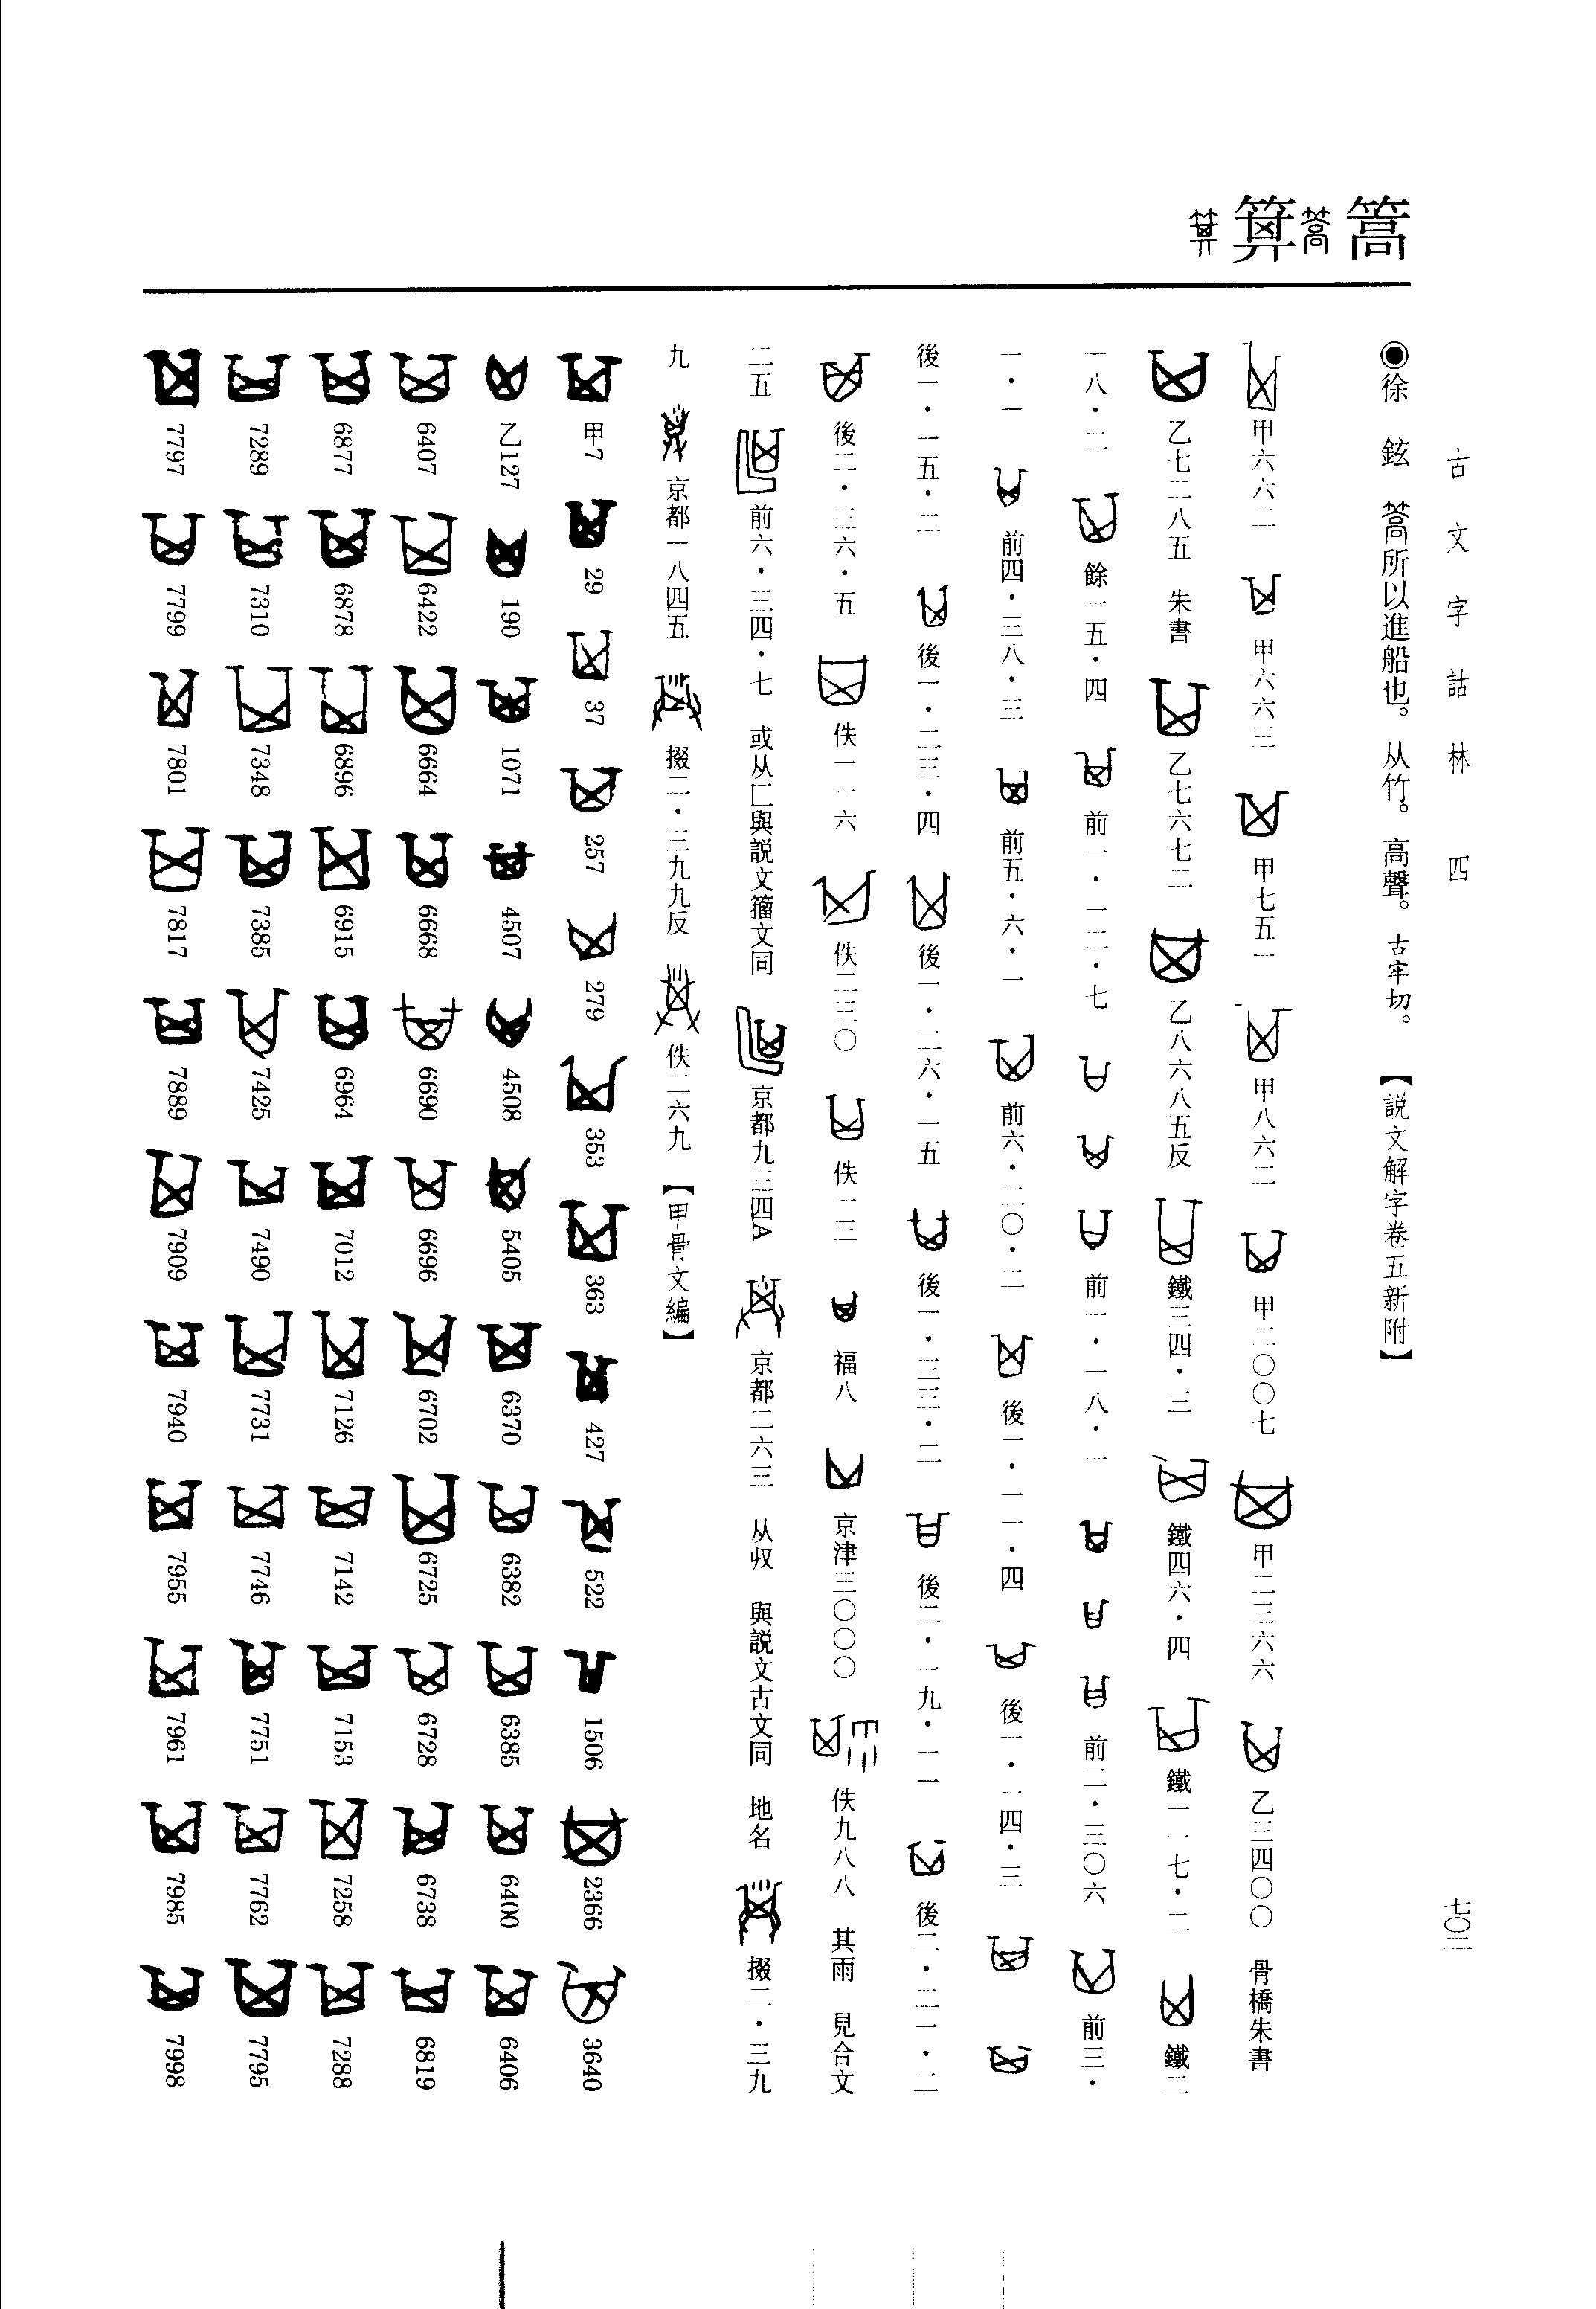 古文字詁林 四
七〇二
篙 𥮉 箕
◉徐　鉉　篙所以進船也。从竹。高聲。古牢切。【説文解字卷五新附】
甲六六二 甲六六三 甲七五一 甲八六二 甲二〇〇七 甲二三六六 乙三四〇〇 骨橋朱書
乙七二八五 朱書 乙七六七二 乙八六八五反 鐵三四・三 鐵四六・四 鐵一一七・二 鐵二
一八・二 餘一五・四 前一・一二・七 前一・一八・一 前二・三〇六 前三・
一・一 前四・三八・三 前五・六・一 前六・二〇・二 後一・一一・四 後一・一四・三
後一・一五・二 後一・二三・四 後一・二六・一五 後一・三三・二 後二・一九・一一 後二・二一・二
後二・三六・五 佚一一六 佚二三〇 佚一三 福八 京津三〇〇〇 佚九八八 其雨 見合文
二五 前六・三四・七 或从匚與説文籀文同 京都九三四A 京都二六三 从収 與説文古文同 地名 掇二・三九
九 京都一八四五 掇二・三九九反 佚二六九 【甲骨文編】
甲7 29 37 257 279 353 363 427 522 1506 2366 3640
乙127 190 1071 4507 4508 5405 6370 6382 6385 6400 6406
6407 6422 6664 6668 6690 6696 6702 6725 6728 6738 6819
6877 6878 6896 6915 6964 7012 7126 7142 7153 7258 7288
7289 7310 7348 7385 7425 7490 7731 7746 7751 7762 7795
7797 7799 7801 7817 7889 7909 7940 7955 7961 7985 7998